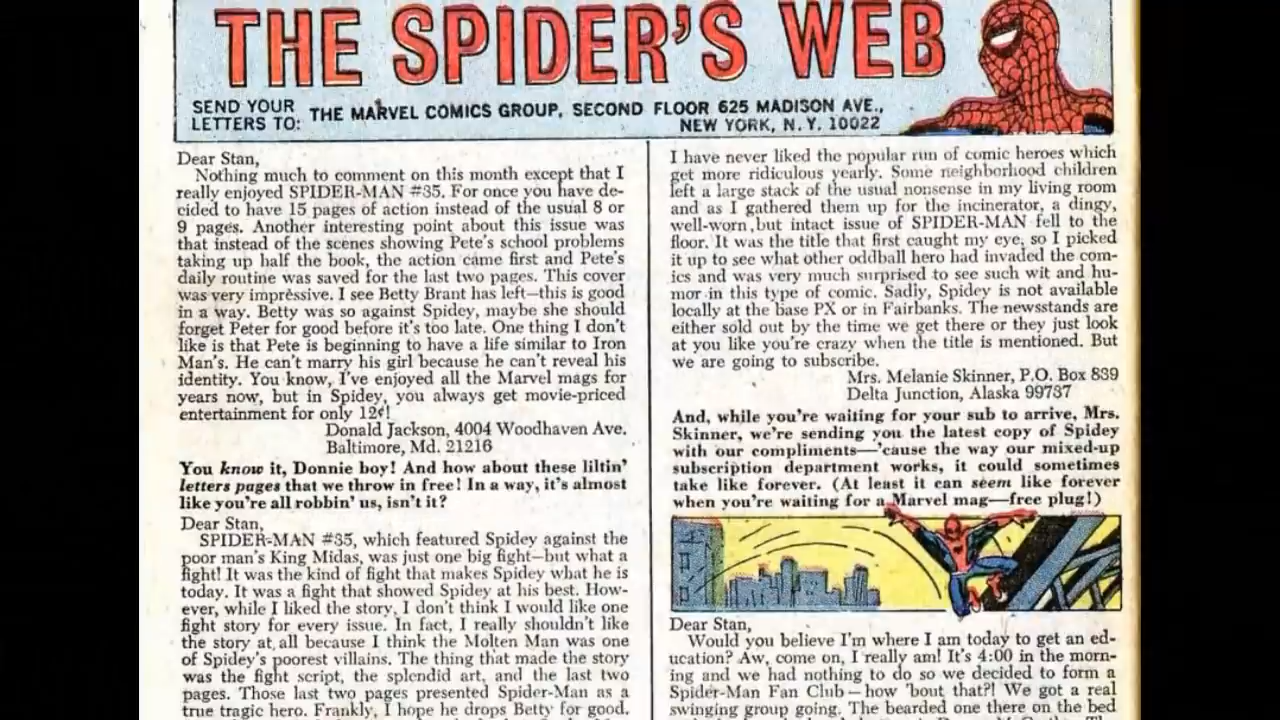 THE SPIDER'S WEB
SEND YOUR
LETTERS TO:
THE MARVEL COMICS GROUP, SECOND FLOOR 625 MADISON AVE.,
NEW YORK, N.Y. 10022
Dear Stan,
Nothing much to comment on this month except that I
really enjoyed SPIDER-MAN #35. For once you have de-
cided to have 15 pages of action instead of the usual 8 or
9 pages. Another interesting point about this issue was
that instead of the scenes showing Pete's school problems
taking up half the book, the action came first and Pete's
daily routine was saved for the last two pages. This cover
was very impressive. I see Betty Brant has left—this is good
in a way. Betty was so against Spidey, maybe she should
forget Peter for good before it's too late. One thing I don't
like is that Pete is beginning to have a life similar to Iron
Man's. He can't marry his girl because he can't reveal his
identity. You know, I've enjoyed all the Marvel mags for
years now, but in Spidey, you always get movie-priced
entertainment for only 12¢!
Donald Jackson, 4004 Woodhaven Ave.
Baltimore, Md. 21216
You know it, Donnie boy! And how about these liltin'
letters pages that we throw in free! In a way, it's almost
like you're all robbin' us, isn't it?
Dear Stan,
SPIDER-MAN #35, which featured Spidey against the
poor man's King Midas, was just one big fight—but what a
fight! It was the kind of fight that makes Spidey what he is
today. It was a fight that showed Spidey at his best. How-
ever, while I liked the story, I don't think I would like one
fight story for every issue. In fact, I really shouldn't like
the story at all because I think the Molten Man was one
of Spidey's poorest villains. The thing that made the story
was the fight script, the splendid art, and the last two
pages. Those last two pages presented Spider-Man as a
true tragic hero. Frankly, I hope he drops Betty for good.
I have never liked the popular run of comic heroes which
get more ridiculous yearly. Some neighborhood children
left a large stack of the usual nonsense in my living room
and as I gathered them up for the incinerator, a dingy,
well-worn, but intact issue of SPIDER-MAN fell to the
floor. It was the title that first caught my eye, so I picked
it up to see what other oddball hero had invaded the com-
ics and was very much surprised to see such wit and hu-
mor in this type of comic. Sadly, Spidey is not available
locally at the base PX or in Fairbanks. The newsstands are
either sold out by the time we get there or they just look
at you like you're crazy when the title is mentioned. But
we are going to subscribe.
Mrs. Melanie Skinner, P.O. Box 839
Delta Junction, Alaska 99737
And, while you're waiting for your sub to arrive, Mrs.
Skinner, we're sending you the latest copy of Spidey
with our compliments—'cause the way our mixed-up
subscription department works, it could sometimes
take like forever. (At least it can seem like forever
when you're waiting for a Marvel mag—free plug!)
Dear Stan,
Would you believe I'm where I am today to get an ed-
ucation? Aw, come on, I really am! It's 4:00 in the morn-
ing and we had nothing to do so we decided to form a
Spider-Man Fan Club—how 'bout that?! We got a real
swinging group going. The bearded one there on the bed